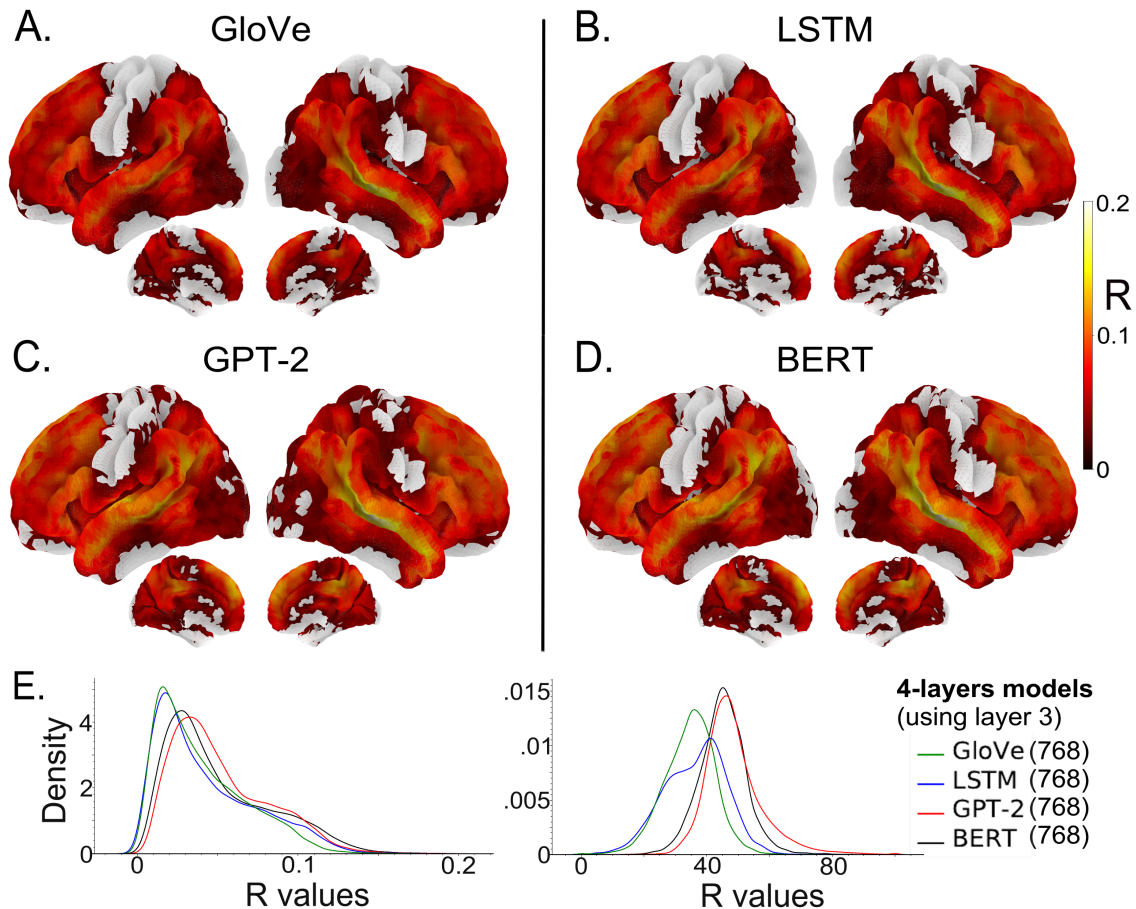 A.
GloVe
B.
LSTM
0.2
R
0.1
0
C.
GPT-2
D.
BERT
E.
Density
4
2
0
0
0.1
0.2
R values
.015
.01
.005
0
0
40
80
R values
4-layers models
(using layer 3)
GloVe (768)
LSTM (768)
GPT-2 (768)
BERT (768)